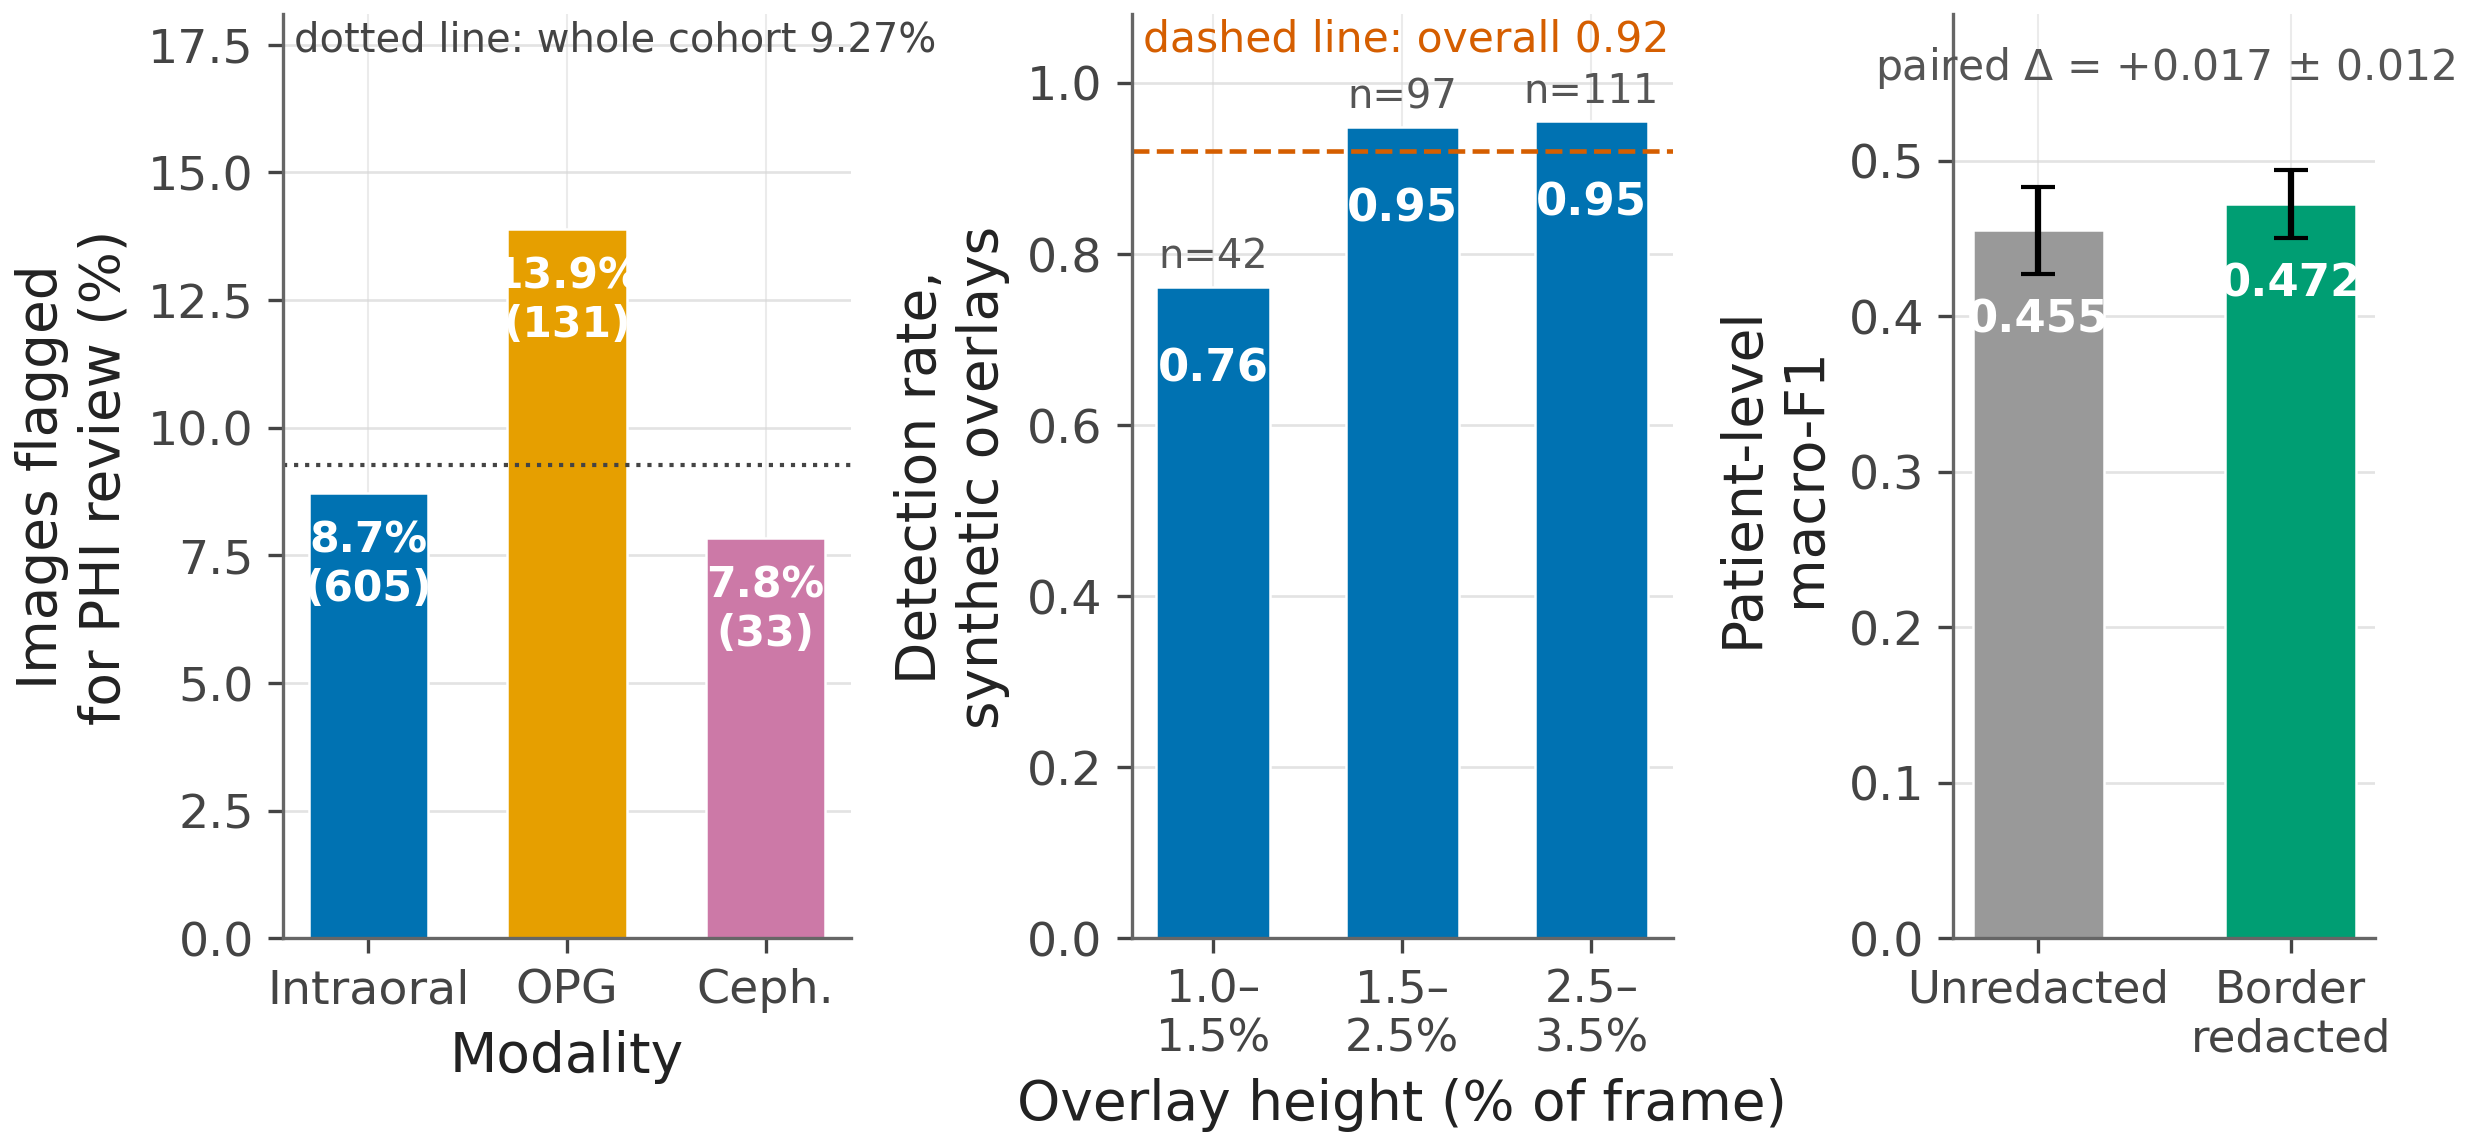 Images flagged
for PHI review (%)
17.5
15.0
12.5
10.0
7.5
5.0
2.5
0.0
dotted line: whole cohort 9.27%
8.7%
(605)
13.9%
(131)
7.8%
(33)
Intraoral
OPG
Ceph.
Modality
Detection rate,
synthetic overlays
1.0
0.8
0.6
0.4
0.2
0.0
dashed line: overall 0.92
n=42
0.76
n=97
0.95
n=111
0.95
1.0–
1.5%
1.5–
2.5%
2.5–
3.5%
Overlay height (% of frame)
Patient-level
macro-F1
0.5
0.4
0.3
0.2
0.1
0.0
paired Δ = +0.017 ± 0.012
0.455
0.472
Unredacted
Border
redacted